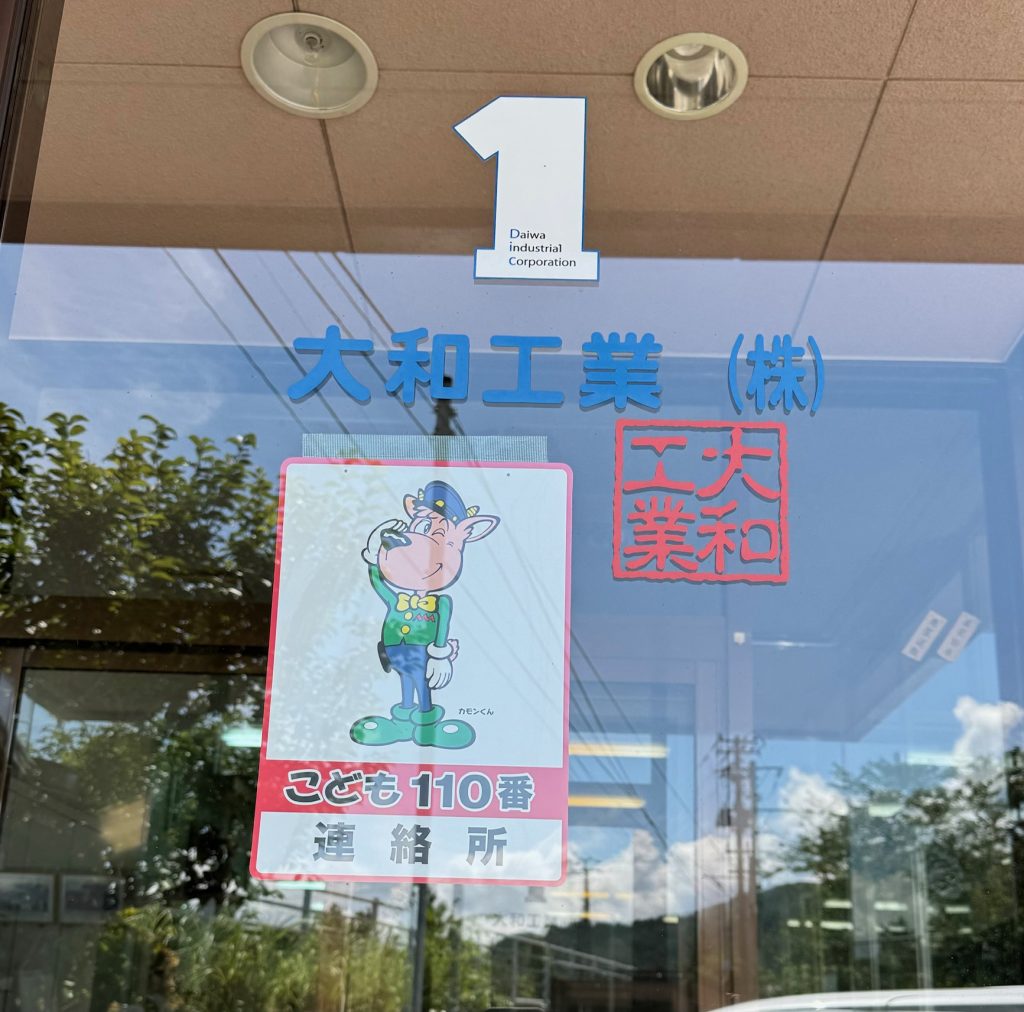 1
Daiwa
industrial
Corporation
大和工業（株）
大和
工業
カモンくん
こども110番
連絡所